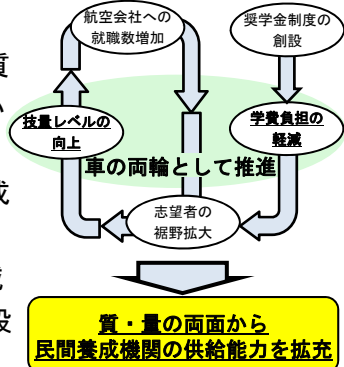 航空会社への
就職数増加
奨学金制度の
創設
質
技量レベルの
向上
学費負担の
軽減
車の両輪として推進
成
志望者の
裾野拡大
設
質・量の両面から
民間養成機関の供給能力を拡充